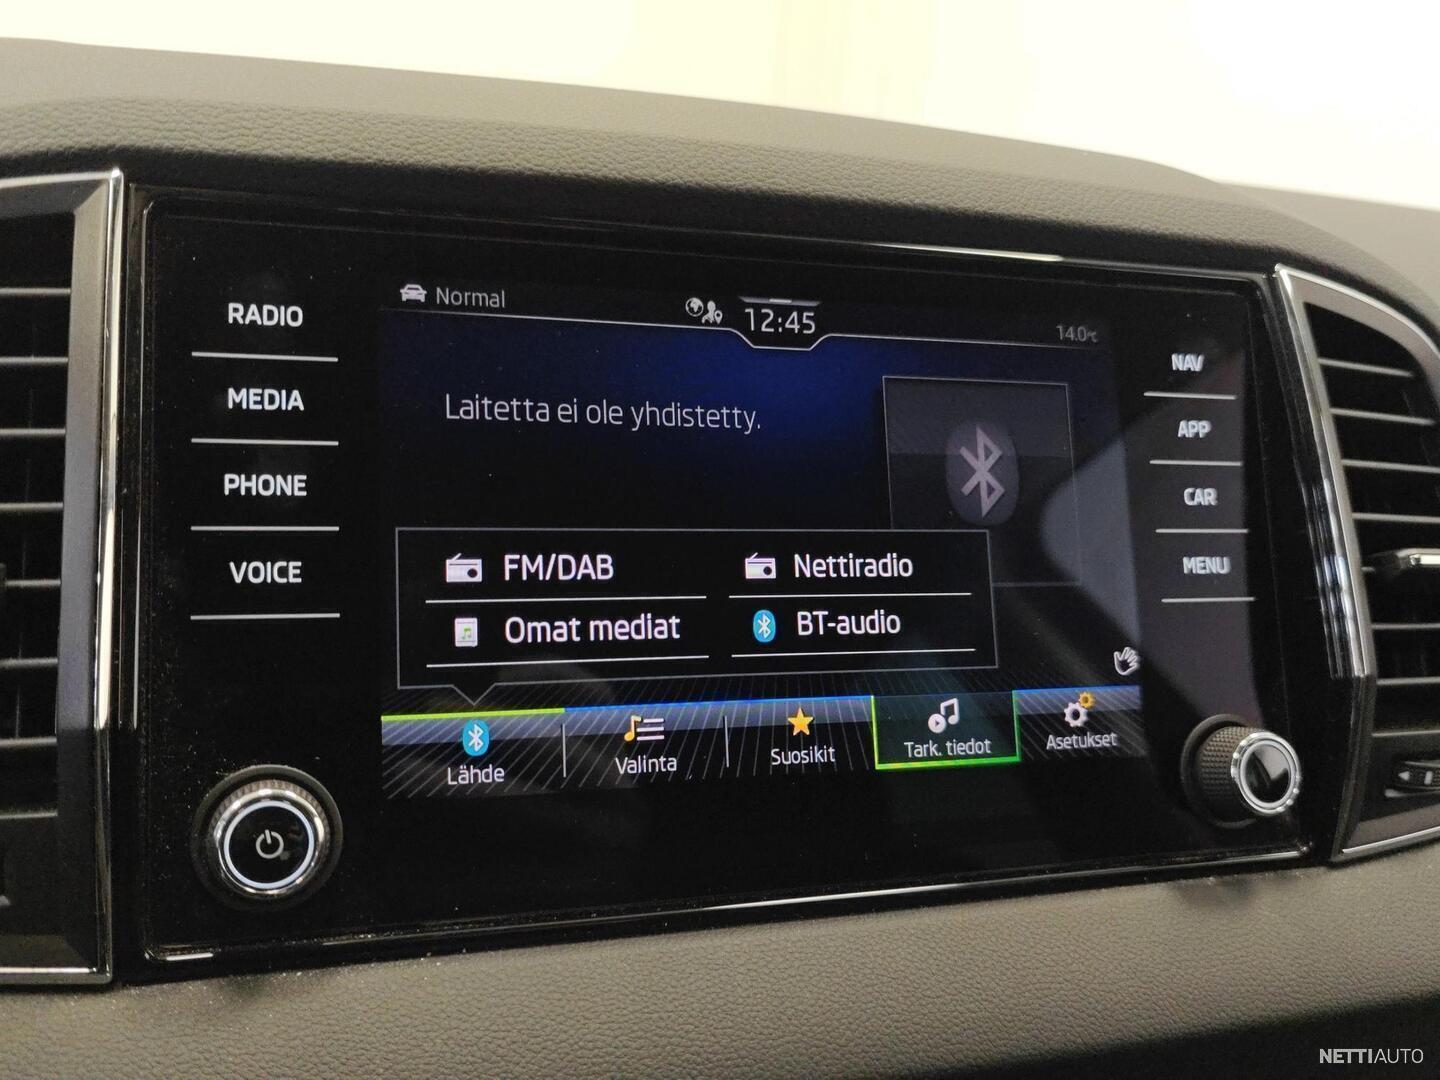 Normal
12:45
14.0°C
RADIO
MEDIA
PHONE
VOICE
Laitetta ei ole yhdistetty.
FM/DAB
Nettiradio
Omat mediat
BT-audio
Lähde
Valinta
Suosikit
Tark. tiedot
Asetukset
NAV
APP
CAR
MENU
NETTIAUTO